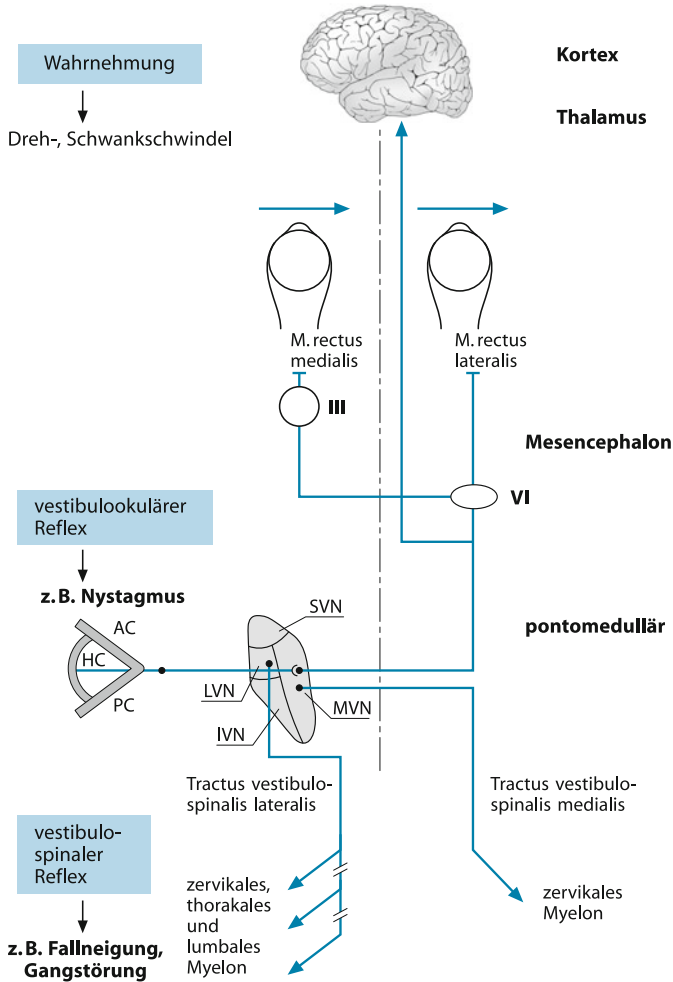 Wahrnehmung
Dreh-, Schwankschwindel
Kortex
Thalamus
M. rectus
medialis
M. rectus
lateralis
III
Mesencephalon
VI
vestibulookulärer
Reflex
z.B. Nystagmus
pontomedullär
AC
HC
PC
SVN
LVN
MVN
IVN
Tractus vestibulo-
spinalis lateralis
Tractus vestibulo-
spinalis medialis
vestibulo-
spinaler
Reflex
z.B. Fallneigung,
Gangstörung
zervikales,
thorakales
und
lumbales
Myelon
zervikales
Myelon